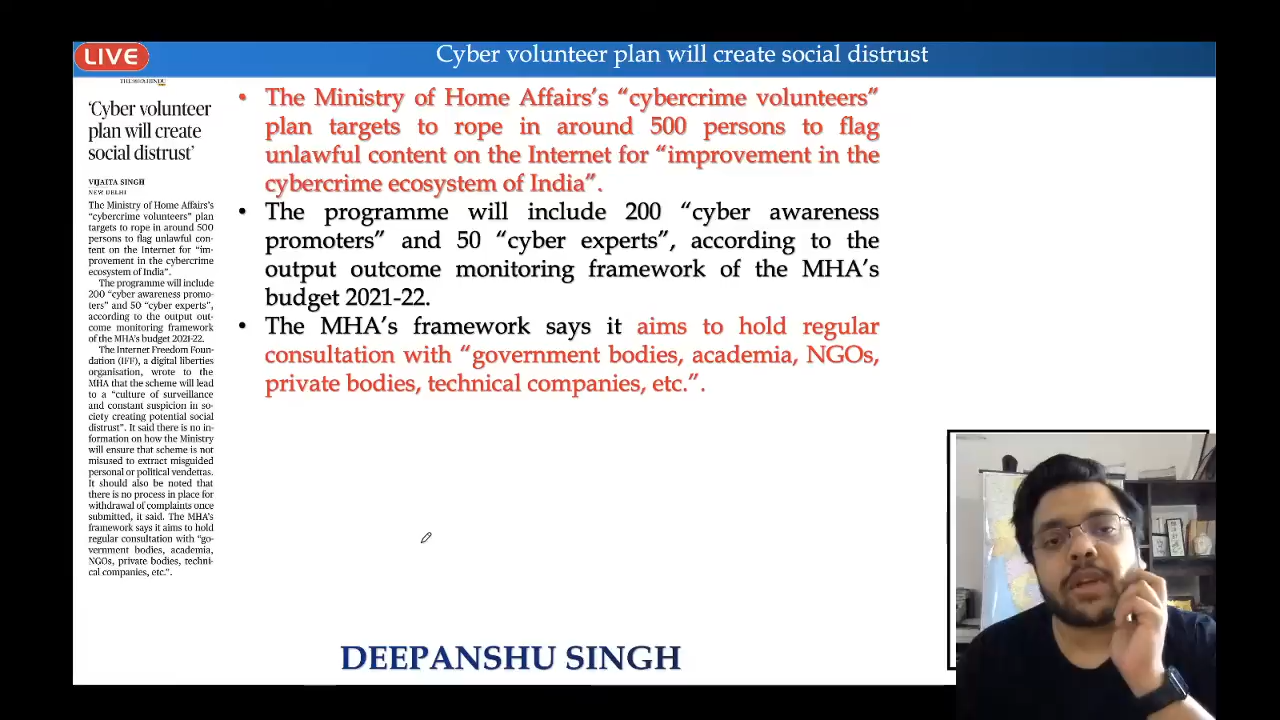 LIVE
Cyber volunteer plan will create social distrust
THE HINDU
‘Cyber volunteer
plan will create
social distrust’
VIJAITA SINGH
NEW DELHI
The Ministry of Home Affairs’s
“cybercrime volunteers” plan
targets to rope in around 500
persons to flag unlawful con-
tent on the Internet for “im-
provement in the cybercrime
ecosystem of India”.
The programme will include
200 “cyber awareness promo-
ters” and 50 “cyber experts”,
according to the output out-
come monitoring framework
of the MHA’s budget 2021-22.
The Internet Freedom Foun-
dation (IFF), a digital liberties
organisation, wrote to the
MHA that the scheme will lead
to a “culture of surveillance
and constant suspicion in so-
ciety creating potential social
distrust”. It said there is no in-
formation on how the Ministry
will ensure that scheme is not
misused to extract misguided
personal or political vendettas.
It should also be noted that
there is no process in place for
withdrawal of complaints once
submitted, it said. The MHA’s
framework says it aims to hold
regular consultation with “go-
vernment bodies, academia,
NGOs, private bodies, techni-
cal companies, etc.”.
• The Ministry of Home Affairs’s “cybercrime volunteers”
plan targets to rope in around 500 persons to flag
unlawful content on the Internet for “improvement in the
cybercrime ecosystem of India”.
• The programme will include 200 “cyber awareness
promoters” and 50 “cyber experts”, according to the
output outcome monitoring framework of the MHA’s
budget 2021-22.
• The MHA’s framework says it aims to hold regular
consultation with “government bodies, academia, NGOs,
private bodies, technical companies, etc.”.
DEEPANSHU SINGH